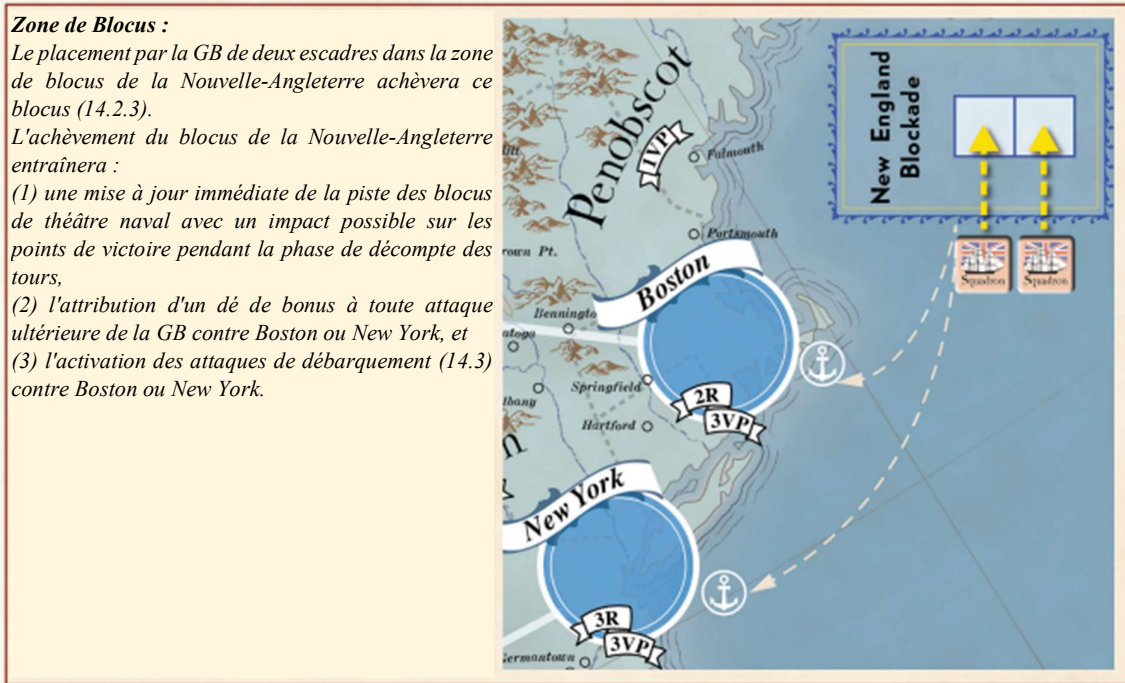 Zone de Blocus :
Le placement par la GB de deux escadres dans la zone
de blocus de la Nouvelle-Angleterre achèvera ce
blocus (14.2.3).
L'achèvement du blocus de la Nouvelle-Angleterre
entraînera :
(1) une mise à jour immédiate de la piste des blocus
de théâtre naval avec un impact possible sur les
points de victoire pendant la phase de décompte des
tours,
(2) l'attribution d'un dé de bonus à toute attaque
ultérieure de la GB contre Boston ou New York, et
(3) l'activation des attaques de débarquement (14.3)
contre Boston ou New York.
New England
Blockade
Squadron
Squadron
Penobscot
1VP
Falmouth
Portsmouth
rown Pt.
Boston
Benningto
atoga
Springfield
lbany
2R
3VP
Hartford
n
New York
3R
3VP
Germantown